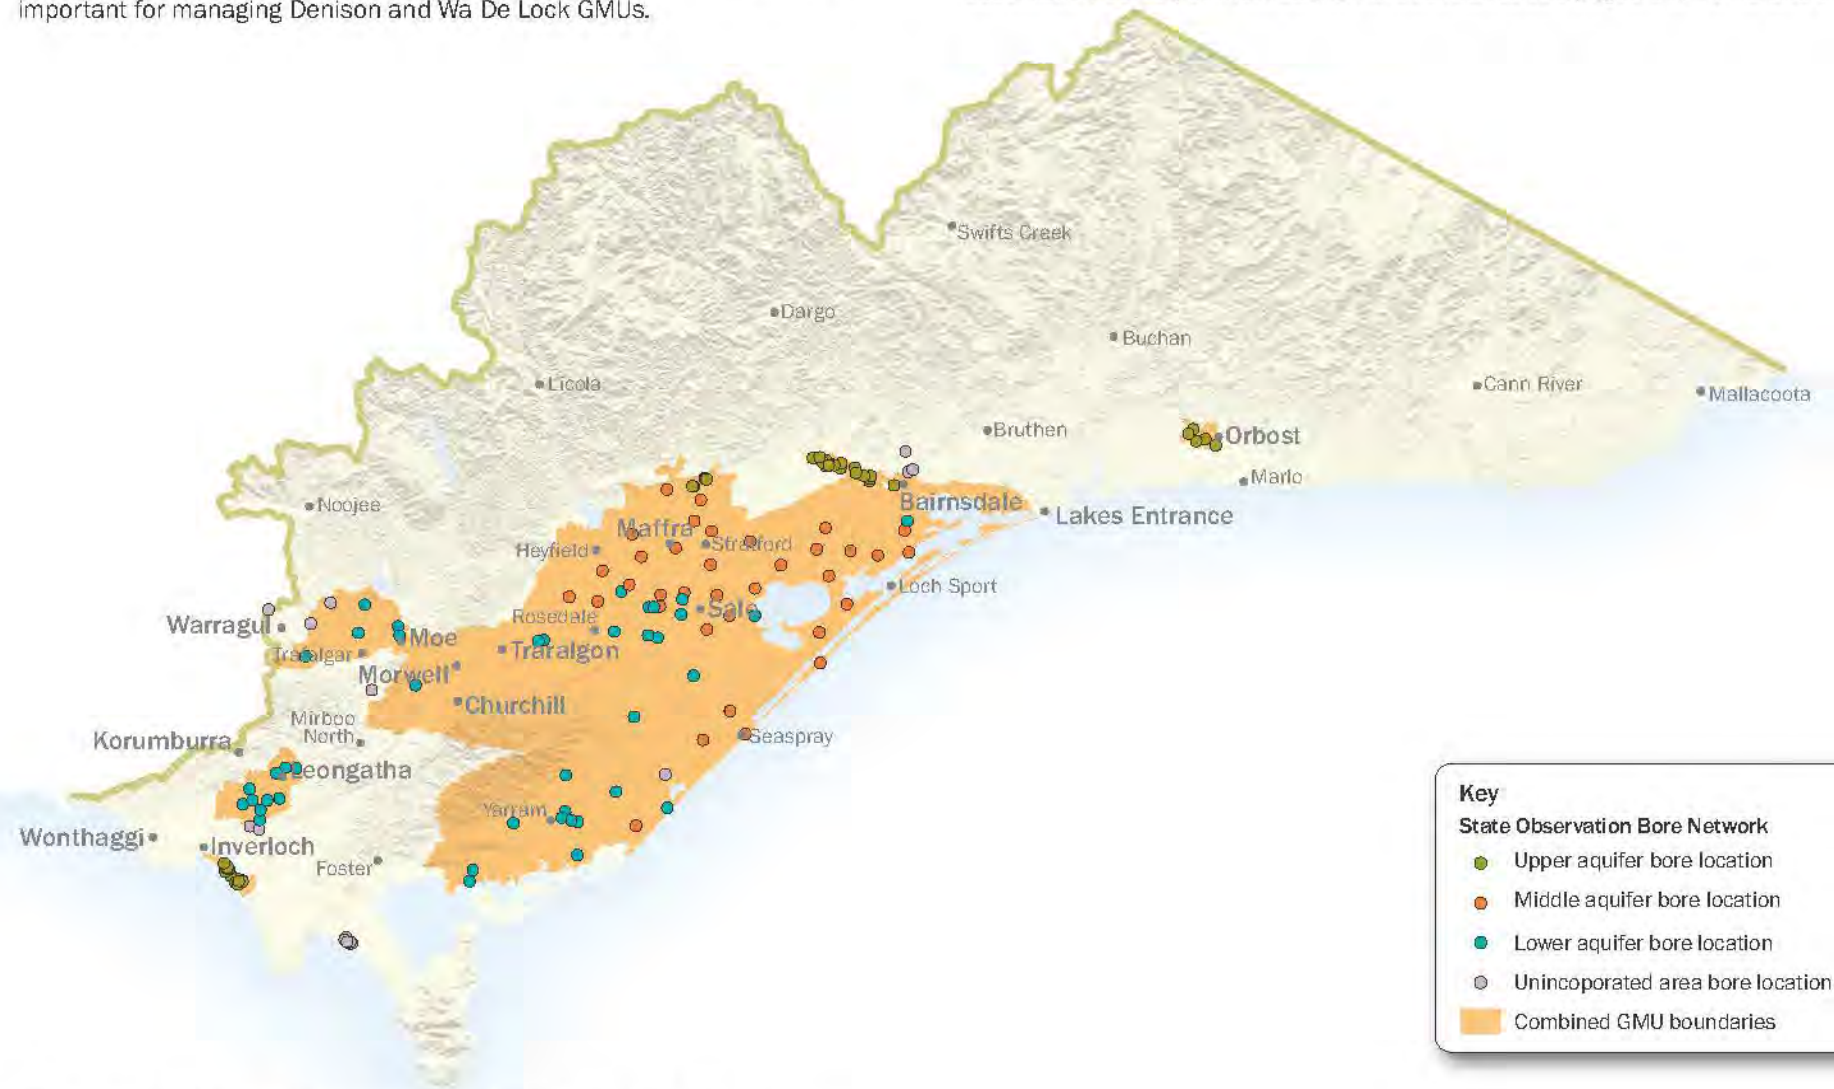 important for managing Denison and Wa De Lock GMUs.
Swifts Creek
Dargo
Buchan
Licola
Cann River
Mallacoota
Bruthen
Orbost
Marlo
Noojee
Bairnsdale
Lakes Entrance
Maffra
Heyfield
Stratford
Loch Sport
Warragul
Rosedale
Sale
Moe
Trafalgar
Traralgon
Morwell
Churchill
Mirboo
North
Korumburra
Seaspray
Leongatha
Yarram
Wonthaggi
Inverloch
Foster
Key
State Observation Bore Network
Upper aquifer bore location
Middle aquifer bore location
Lower aquifer bore location
Unincoporated area bore location
Combined GMU boundaries